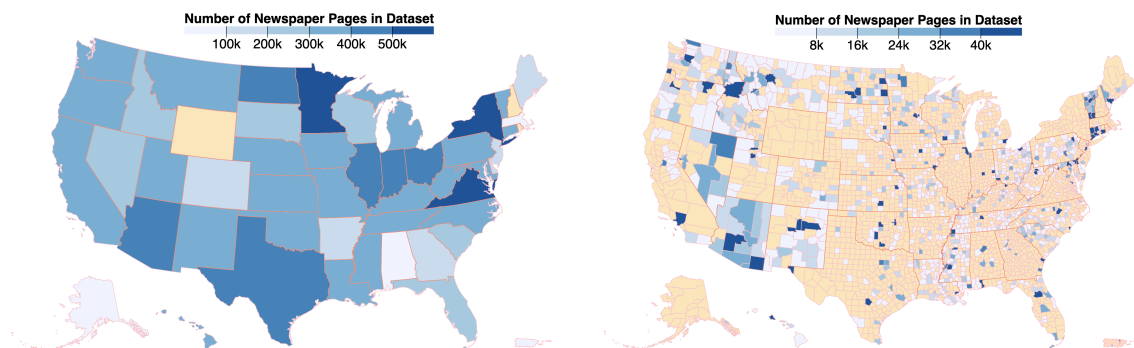 Number of Newspaper Pages in Dataset
100k 200k 300k 400k 500k
Number of Newspaper Pages in Dataset
8k 16k 24k 32k 40k